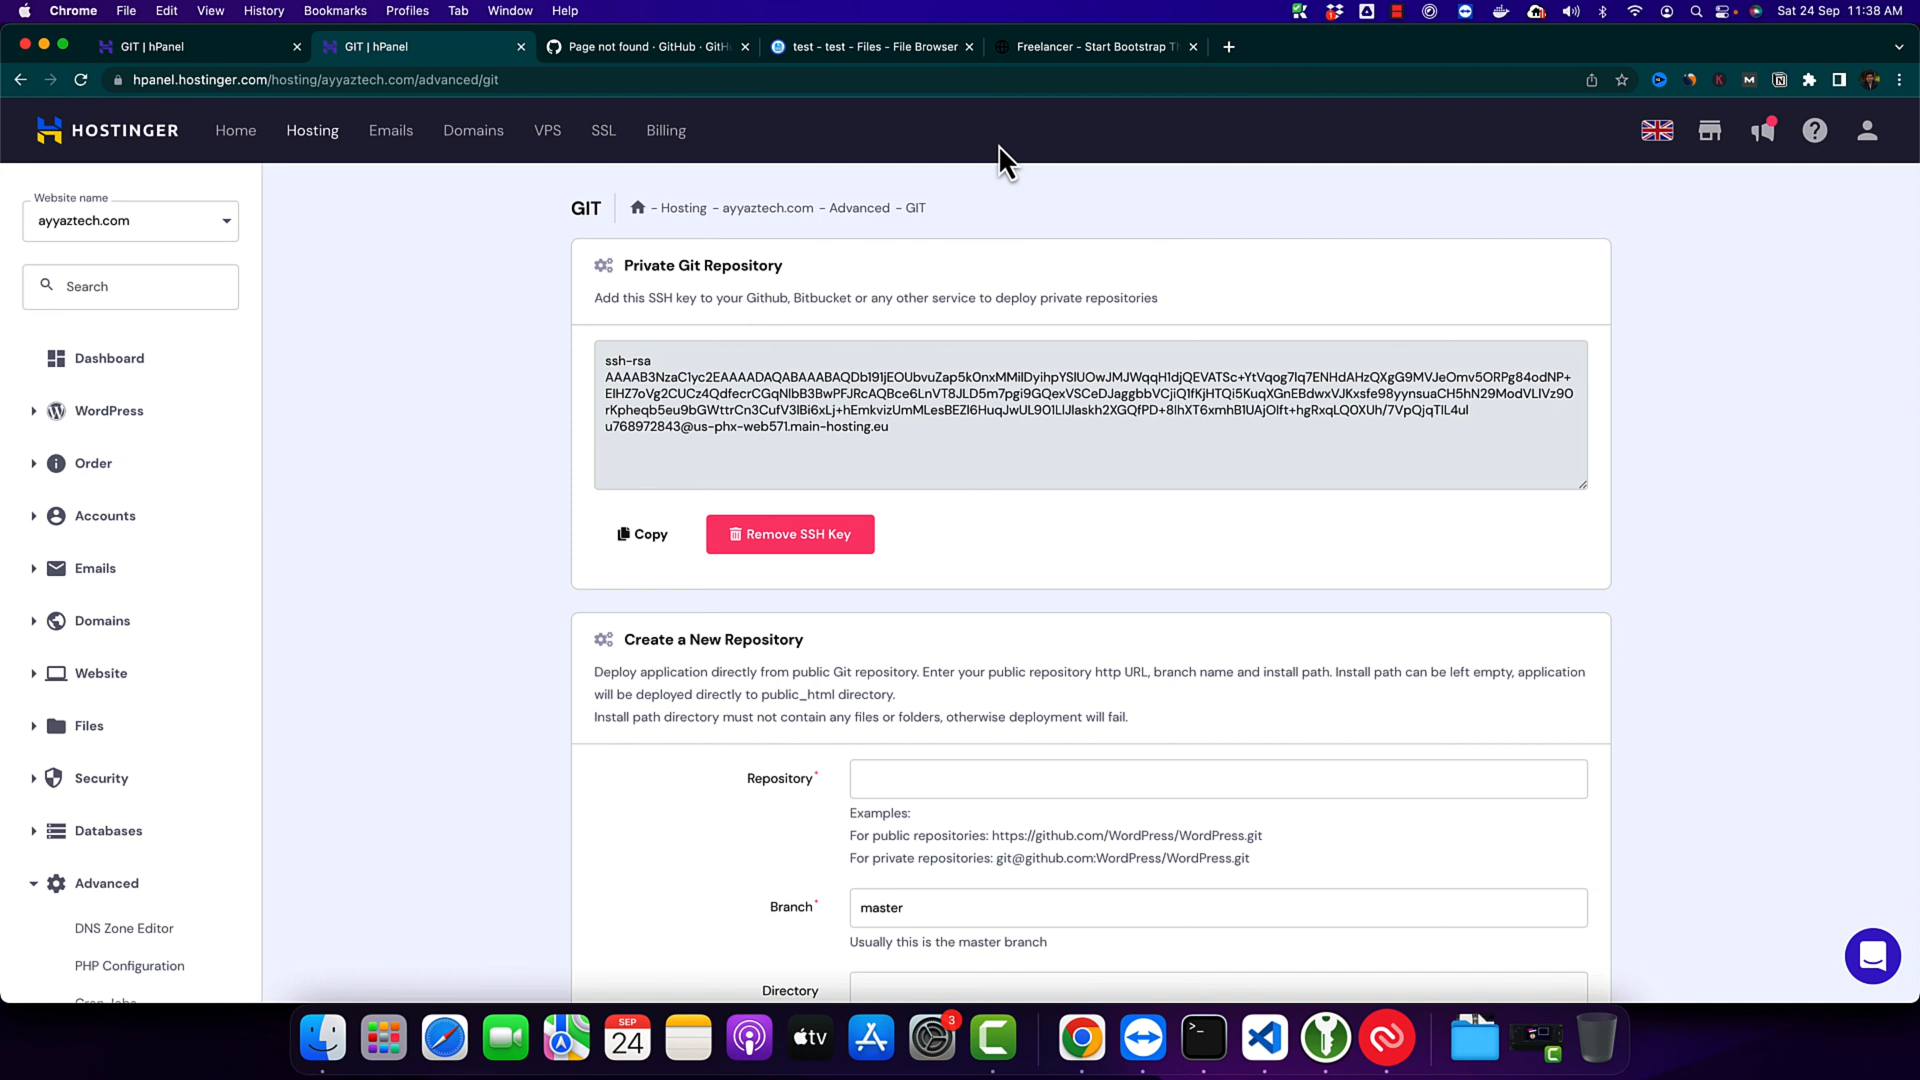 Chrome File Edit View History Bookmarks Profiles Tab Window Help Sat 24 Sep 11:38 AM
GIT | hPanel GIT | hPanel Page not found · GitHub · GitH test - test - Files - File Browser Freelancer - Start Bootstrap Th
hpanel.hostinger.com/hosting/ayyaztech.com/advanced/git
HOSTINGER Home Hosting Emails Domains VPS SSL Billing
Website name
ayyaztech.com
Search
Dashboard
WordPress
Order
Accounts
Emails
Domains
Website
Files
Security
Databases
Advanced
DNS Zone Editor
PHP Configuration
Cron Jobs
GIT - Hosting - ayyaztech.com - Advanced - GIT
Private Git Repository
Add this SSH key to your Github, Bitbucket or any other service to deploy private repositories
ssh-rsa
u768972843@us-phx-web571.main-hosting.eu
Copy Remove SSH Key
Create a New Repository
Deploy application directly from public Git repository. Enter your public repository http URL, branch name and install path. Install path can be left empty, application
will be deployed directly to public_html directory.
Install path directory must not contain any files or folders, otherwise deployment will fail.
Repository*
Examples:
For public repositories: https://github.com/WordPress/WordPress.git
For private repositories: git@github.com:WordPress/WordPress.git
Branch* master
Usually this is the master branch
Directory
SEP
24
tv
3